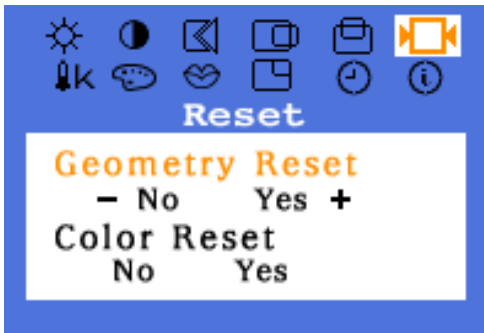 k
Reset
Geometry Reset
- No Yes +
Color Reset
No Yes